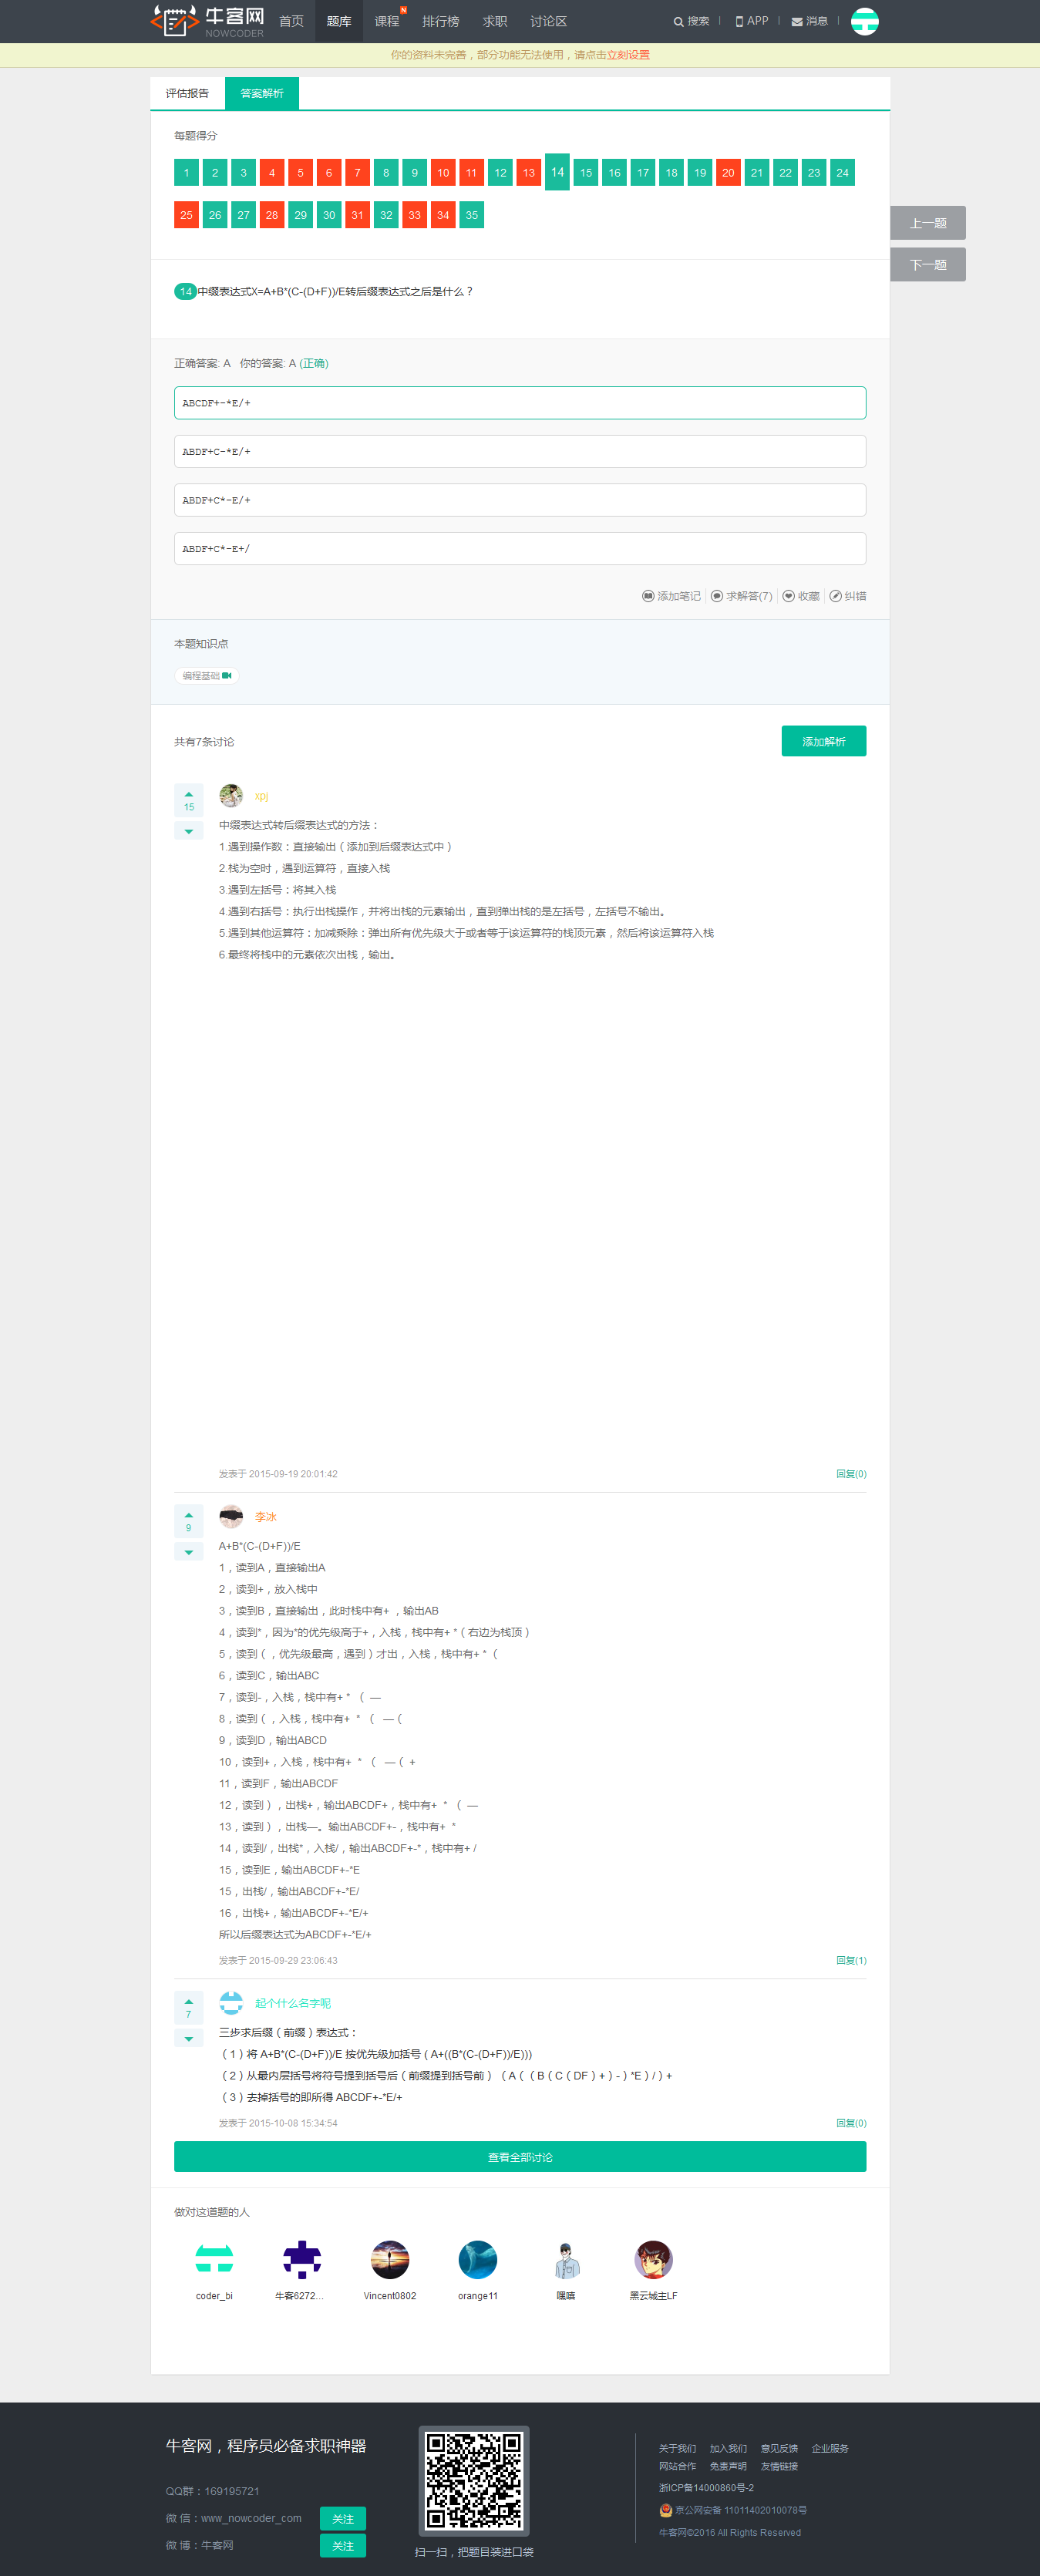 牛客网 NOWCODER 首页 题库 课程 N 排行榜 求职 讨论区 搜索 APP 消息
你的资料未完善，部分功能无法使用，请点击立刻设置
评估报告 答案解析
每题得分
1 2 3 4 5 6 7 8 9 10 11 12 13 14 15 16 17 18 19 20 21 22 23 24
25 26 27 28 29 30 31 32 33 34 35
上一题
下一题
14 中缀表达式X=A+B*(C-(D+F))/E转后缀表达式之后是什么？
正确答案: A 你的答案: A (正确)
ABCDF+-*E/+
ABDF+C-*E/+
ABDF+C*-E/+
ABDF+C*-E+/
添加笔记 求解答(7) 收藏 纠错
本题知识点
编程基础
共有7条讨论 添加解析
15 xpj
中缀表达式转后缀表达式的方法：
1.遇到操作数：直接输出（添加到后缀表达式中）
2.栈为空时，遇到运算符，直接入栈
3.遇到左括号：将其入栈
4.遇到右括号：执行出栈操作，并将出栈的元素输出，直到弹出栈的是左括号，左括号不输出。
5.遇到其他运算符：加减乘除：弹出所有优先级大于或者等于该运算符的栈顶元素，然后将该运算符入栈
6.最终将栈中的元素依次出栈，输出。
发表于 2015-09-19 20:01:42 回复(0)
9 李冰
A+B*(C-(D+F))/E
1，读到A，直接输出A
2，读到+，放入栈中
3，读到B，直接输出，此时栈中有+ ，输出AB
4，读到*，因为*的优先级高于+，入栈，栈中有+ *（右边为栈顶）
5，读到（，优先级最高，遇到）才出，入栈，栈中有+ *（
6，读到C，输出ABC
7，读到-，入栈，栈中有+ * （ —
8，读到（，入栈，栈中有+ * （ —（
9，读到D，输出ABCD
10，读到+，入栈，栈中有+ * （ —（ +
11，读到F，输出ABCDF
12，读到），出栈+，输出ABCDF+，栈中有+ * （ —
13，读到），出栈—。输出ABCDF+-，栈中有+ *
14，读到/，出栈*，入栈/，输出ABCDF+-*，栈中有+ /
15，读到E，输出ABCDF+-*E
15，出栈/，输出ABCDF+-*E/
16，出栈+，输出ABCDF+-*E/+
所以后缀表达式为ABCDF+-*E/+
发表于 2015-09-29 23:06:43 回复(1)
7 起个什么名字呢
三步求后缀（前缀）表达式：
（1）将 A+B*(C-(D+F))/E 按优先级加括号 ( A+((B*(C-(D+F))/E)))
（2）从最内层括号将符号提到括号后（前缀提到括号前）（A（（B（C（DF）+）-）*E）/）+
（3）去掉括号的即所得 ABCDF+-*E/+
发表于 2015-10-08 15:34:54 回复(0)
查看全部讨论
做对这道题的人
coder_bi 牛客6272... Vincent0802 orange11 嘿嘻 黑云城主LF
牛客网，程序员必备求职神器
QQ群：169195721
微 信：www_nowcoder_com 关注
微 博：牛客网 关注
扫一扫，把题目装进口袋
关于我们 加入我们 意见反馈 企业服务
网站合作 免责声明 友情链接
浙ICP备14000860号-2
京公网安备 11011402010078号
牛客网©2016 All Rights Reserved